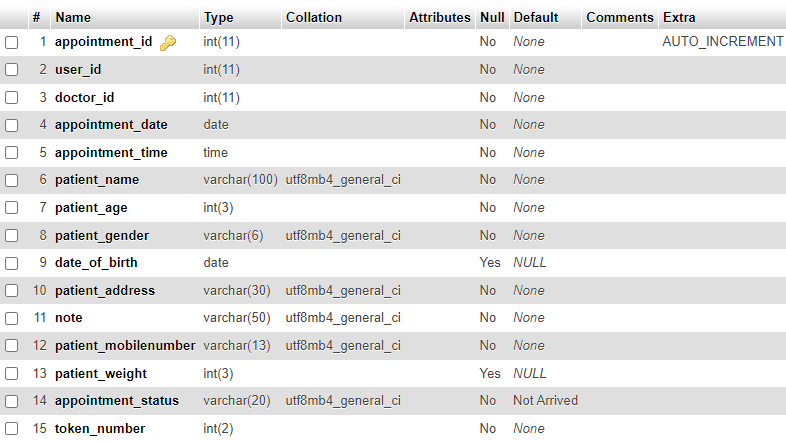 # Name Type Collation Attributes Null Default Comments Extra
1 appointment_id int(11) No None AUTO_INCREMENT
2 user_id int(11) No None
3 doctor_id int(11) No None
4 appointment_date date No None
5 appointment_time time No None
6 patient_name varchar(100) utf8mb4_general_ci No None
7 patient_age int(3) No None
8 patient_gender varchar(6) utf8mb4_general_ci No None
9 date_of_birth date Yes NULL
10 patient_address varchar(30) utf8mb4_general_ci No None
11 note varchar(50) utf8mb4_general_ci No None
12 patient_mobilenumber varchar(13) utf8mb4_general_ci No None
13 patient_weight int(3) Yes NULL
14 appointment_status varchar(20) utf8mb4_general_ci No Not Arrived
15 token_number int(2) No None